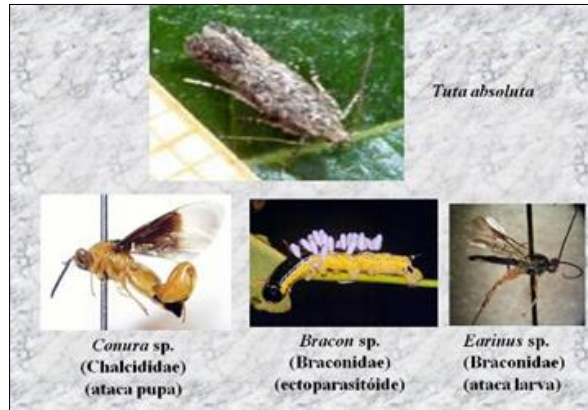 Tuta absoluta
Conura sp.
(Chalcididae)
(ataca pupa)
Bracon sp.
(Braconidae)
(ectoparasitóide)
Earinus sp.
(Braconidae)
(ataca larva)